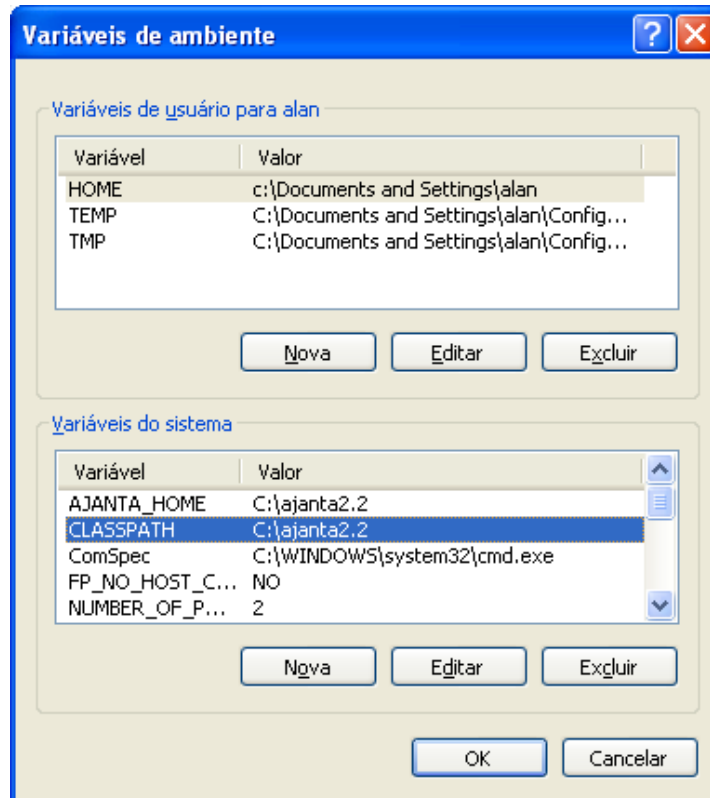 Variáveis de ambiente
Variáveis de usuário para alan
Variável Valor
HOME c:\Documents and Settings\alan
TEMP C:\Documents and Settings\alan\Config...
TMP C:\Documents and Settings\alan\Config...
Nova Editar Excluir
Variáveis do sistema
Variável Valor
AJANTA_HOME C:\ajanta2.2
CLASSPATH C:\ajanta2.2
ComSpec C:\WINDOWS\system32\cmd.exe
FP_NO_HOST_C... NO
NUMBER_OF_P... 2
Nova Editar Excluir
OK Cancelar